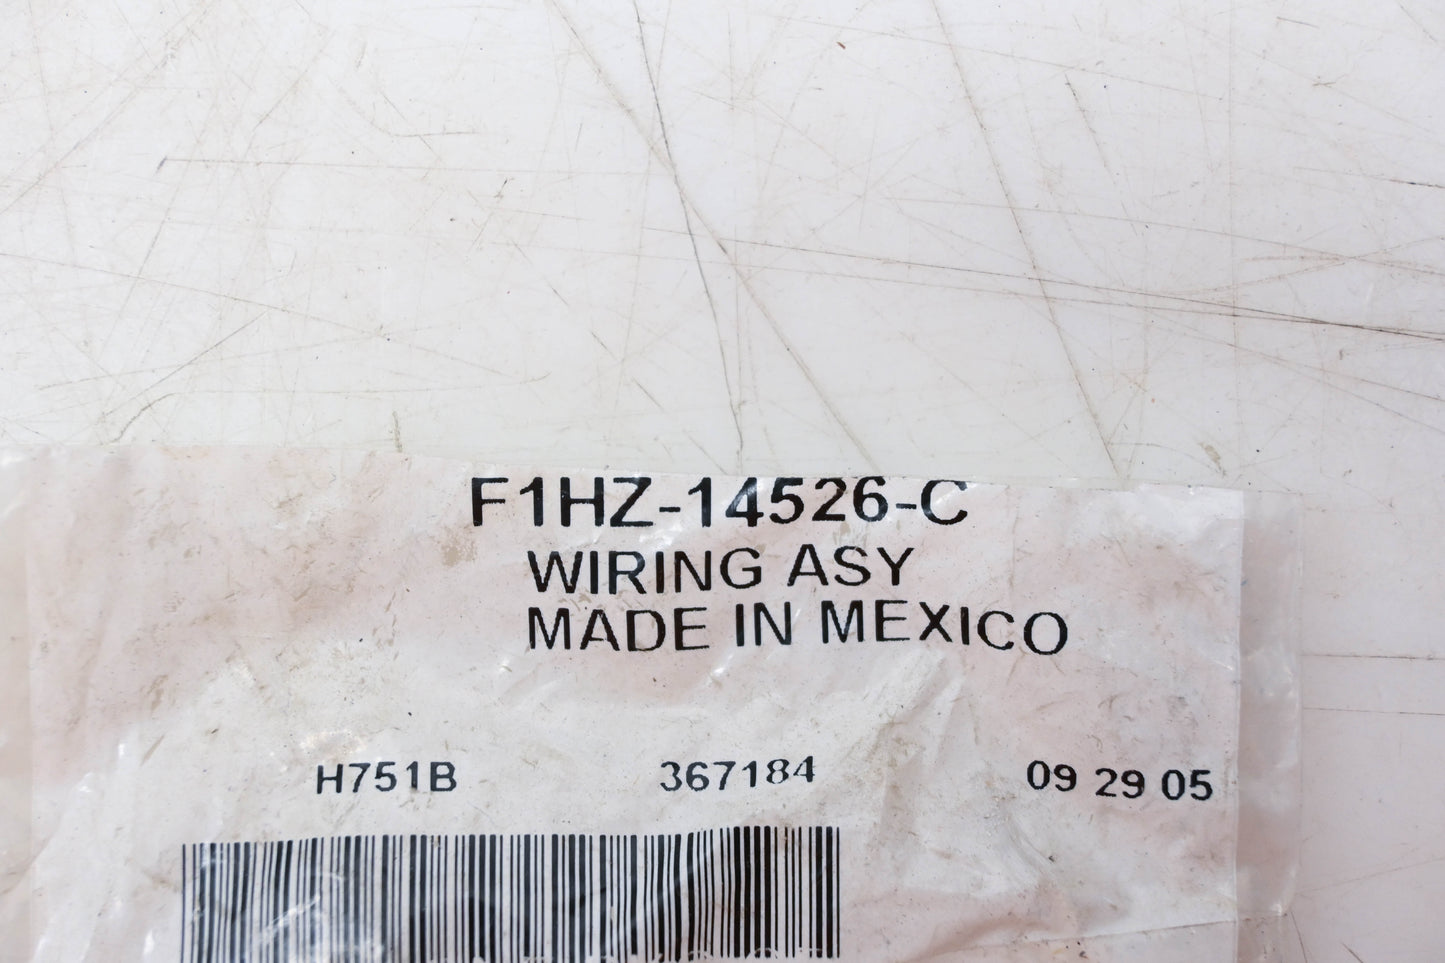 F1HZ-14526-C
WIRING ASY
MADE IN MEXICO
H751B 367184 09 29 05